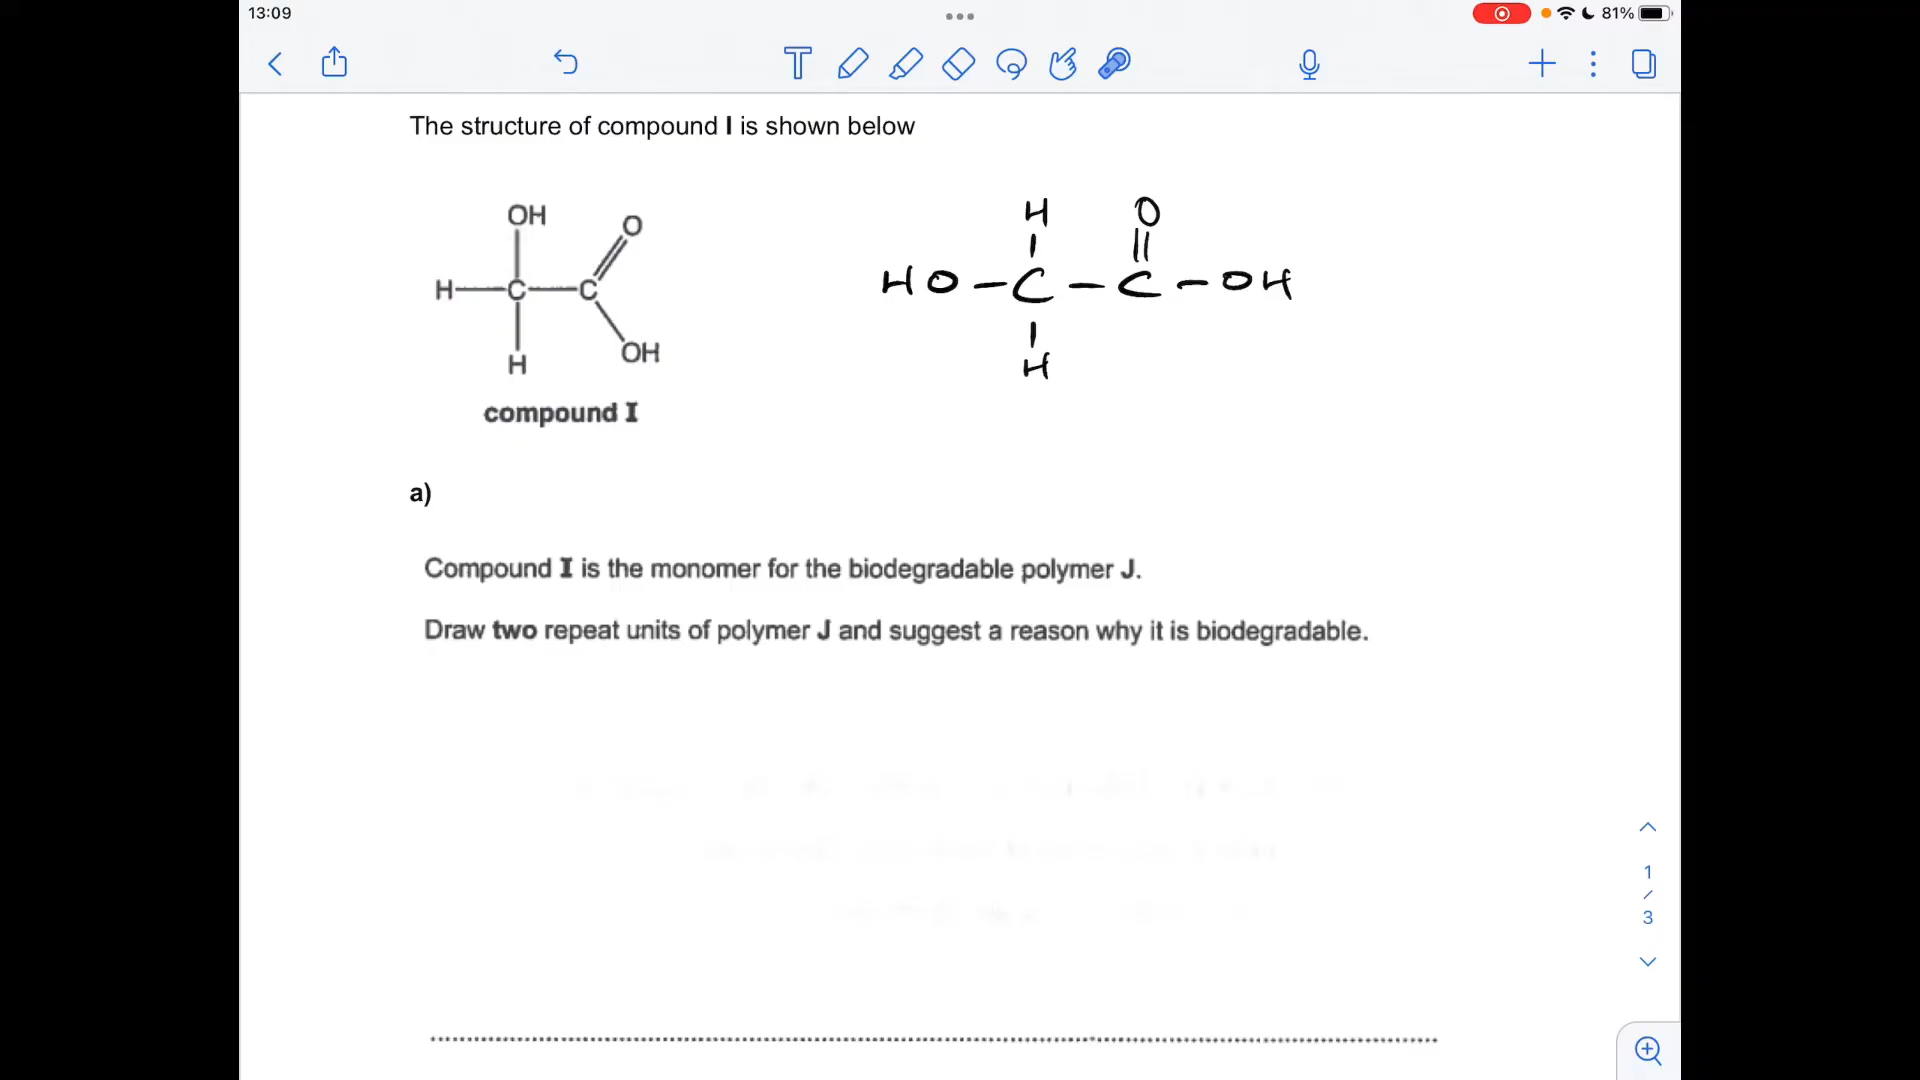 13:09
81%
The structure of compound I is shown below
OH
O
H C C
H
OH
compound I
H O
HO - C - C - OH
H
a)
Compound I is the monomer for the biodegradable polymer J.
Draw two repeat units of polymer J and suggest a reason why it is biodegradable.
1
/
3